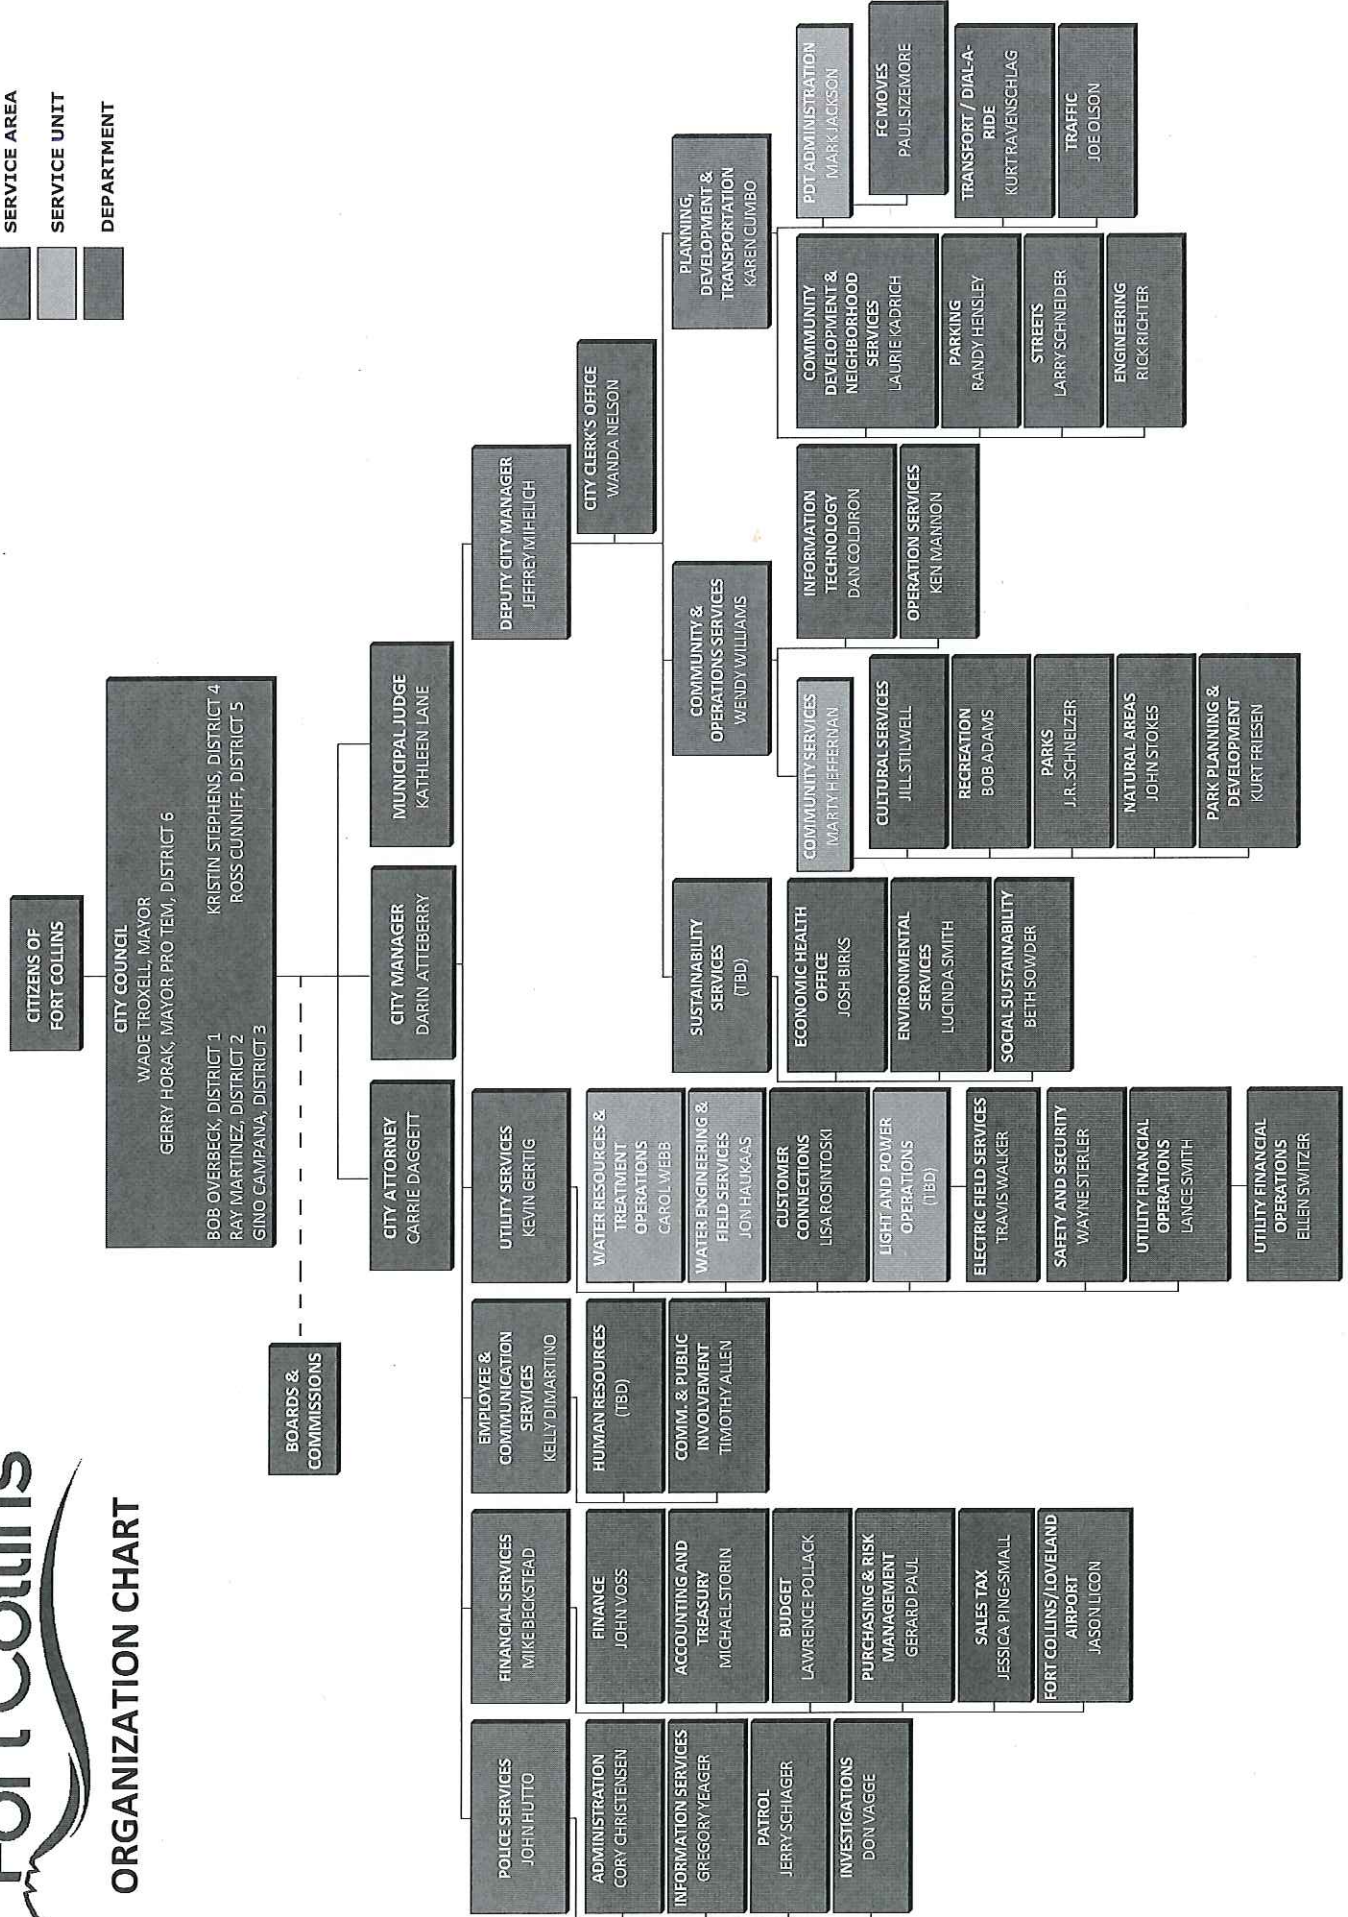 Fort Collins
ORGANIZATION CHART
SERVICE AREA
SERVICE UNIT
DEPARTMENT
CITIZENS OF
FORT COLLINS
CITY COUNCIL
WADE TROXELL, MAYOR
GERRY HORAK, MAYOR PRO TEM, DISTRICT 6
BOB OVERBECK, DISTRICT 1
RAY MARTINEZ, DISTRICT 2
GINO CAMPANA, DISTRICT 3
KRISTIN STEPHENS, DISTRICT 4
ROSS CUNNIFF, DISTRICT 5
BOARDS &
COMMISSIONS
CITY ATTORNEY
CARRIE DAGGETT
CITY MANAGER
DARIN ATTEBERRY
MUNICIPAL JUDGE
KATHLEEN LANE
POLICE SERVICES
JOHN HUTTO
ADMINISTRATION
CORY CHRISTENSEN
INFORMATION SERVICES
GREGORY YEAGER
PATROL
JERRY SCHIAGER
INVESTIGATIONS
DON VAGGE
FINANCIAL SERVICES
MIKE BECKSTEAD
FINANCE
JOHN VOSS
ACCOUNTING AND
TREASURY
MICHAEL STORIN
BUDGET
LAWRENCE POLLACK
PURCHASING & RISK
MANAGEMENT
GERARD PAUL
SALES TAX
JESSICA PING-SMALL
FORT COLLINS/LOVELAND
AIRPORT
JASON LICON
EMPLOYEE &
COMMUNICATION
SERVICES
KELLY DIMARTINO
HUMAN RESOURCES
(TBD)
COMM. & PUBLIC
INVOLVEMENT
TIMOTHY ALLEN
UTILITY SERVICES
KEVIN GERTIG
WATER RESOURCES &
TREATMENT
OPERATIONS
CAROL WEBB
WATER ENGINEERING &
FIELD SERVICES
JON HAUKAAS
CUSTOMER
CONNECTIONS
LISA ROSINTOSKI
LIGHT AND POWER
OPERATIONS
(TBD)
ELECTRIC FIELD SERVICES
TRAVIS WALKER
SAFETY AND SECURITY
WAYNE STERLER
UTILITY FINANCIAL
OPERATIONS
LANCE SMITH
UTILITY FINANCIAL
OPERATIONS
ELLEN SWITZER
DEPUTY CITY MANAGER
JEFFREY MIHELICH
CITY CLERK'S OFFICE
WANDA NELSON
SUSTAINABILITY
SERVICES
(TBD)
ECONOMIC HEALTH
OFFICE
JOSH BIRKS
ENVIRONMENTAL
SERVICES
LUCINDA SMITH
SOCIAL SUSTAINABILITY
BETH SOWDER
COMMUNITY &
OPERATIONS SERVICES
WENDY WILLIAMS
COMMUNITY SERVICES
MARTY HEFFERNAN
CULTURAL SERVICES
JILL STILWELL
RECREATION
BOB ADAMS
PARKS
J.R. SCHNELZER
NATURAL AREAS
JOHN STOKES
PARK PLANNING &
DEVELOPMENT
KURT FRIESEN
INFORMATION
TECHNOLOGY
DAN COLDIRON
OPERATION SERVICES
KEN MANNON
PLANNING,
DEVELOPMENT &
TRANSPORTATION
KAREN CUMBO
COMMUNITY
DEVELOPMENT &
NEIGHBORHOOD
SERVICES
LAURIE KADRICH
PARKING
RANDY HENSLEY
STREETS
LARRY SCHNEIDER
ENGINEERING
RICK RICHTER
PDT ADMINISTRATION
MARK JACKSON
FC MOVES
PAUL SIZEMORE
TRANSFORT / DIAL-A-
RIDE
KURT RAVENSCHLAG
TRAFFIC
JOE OLSON